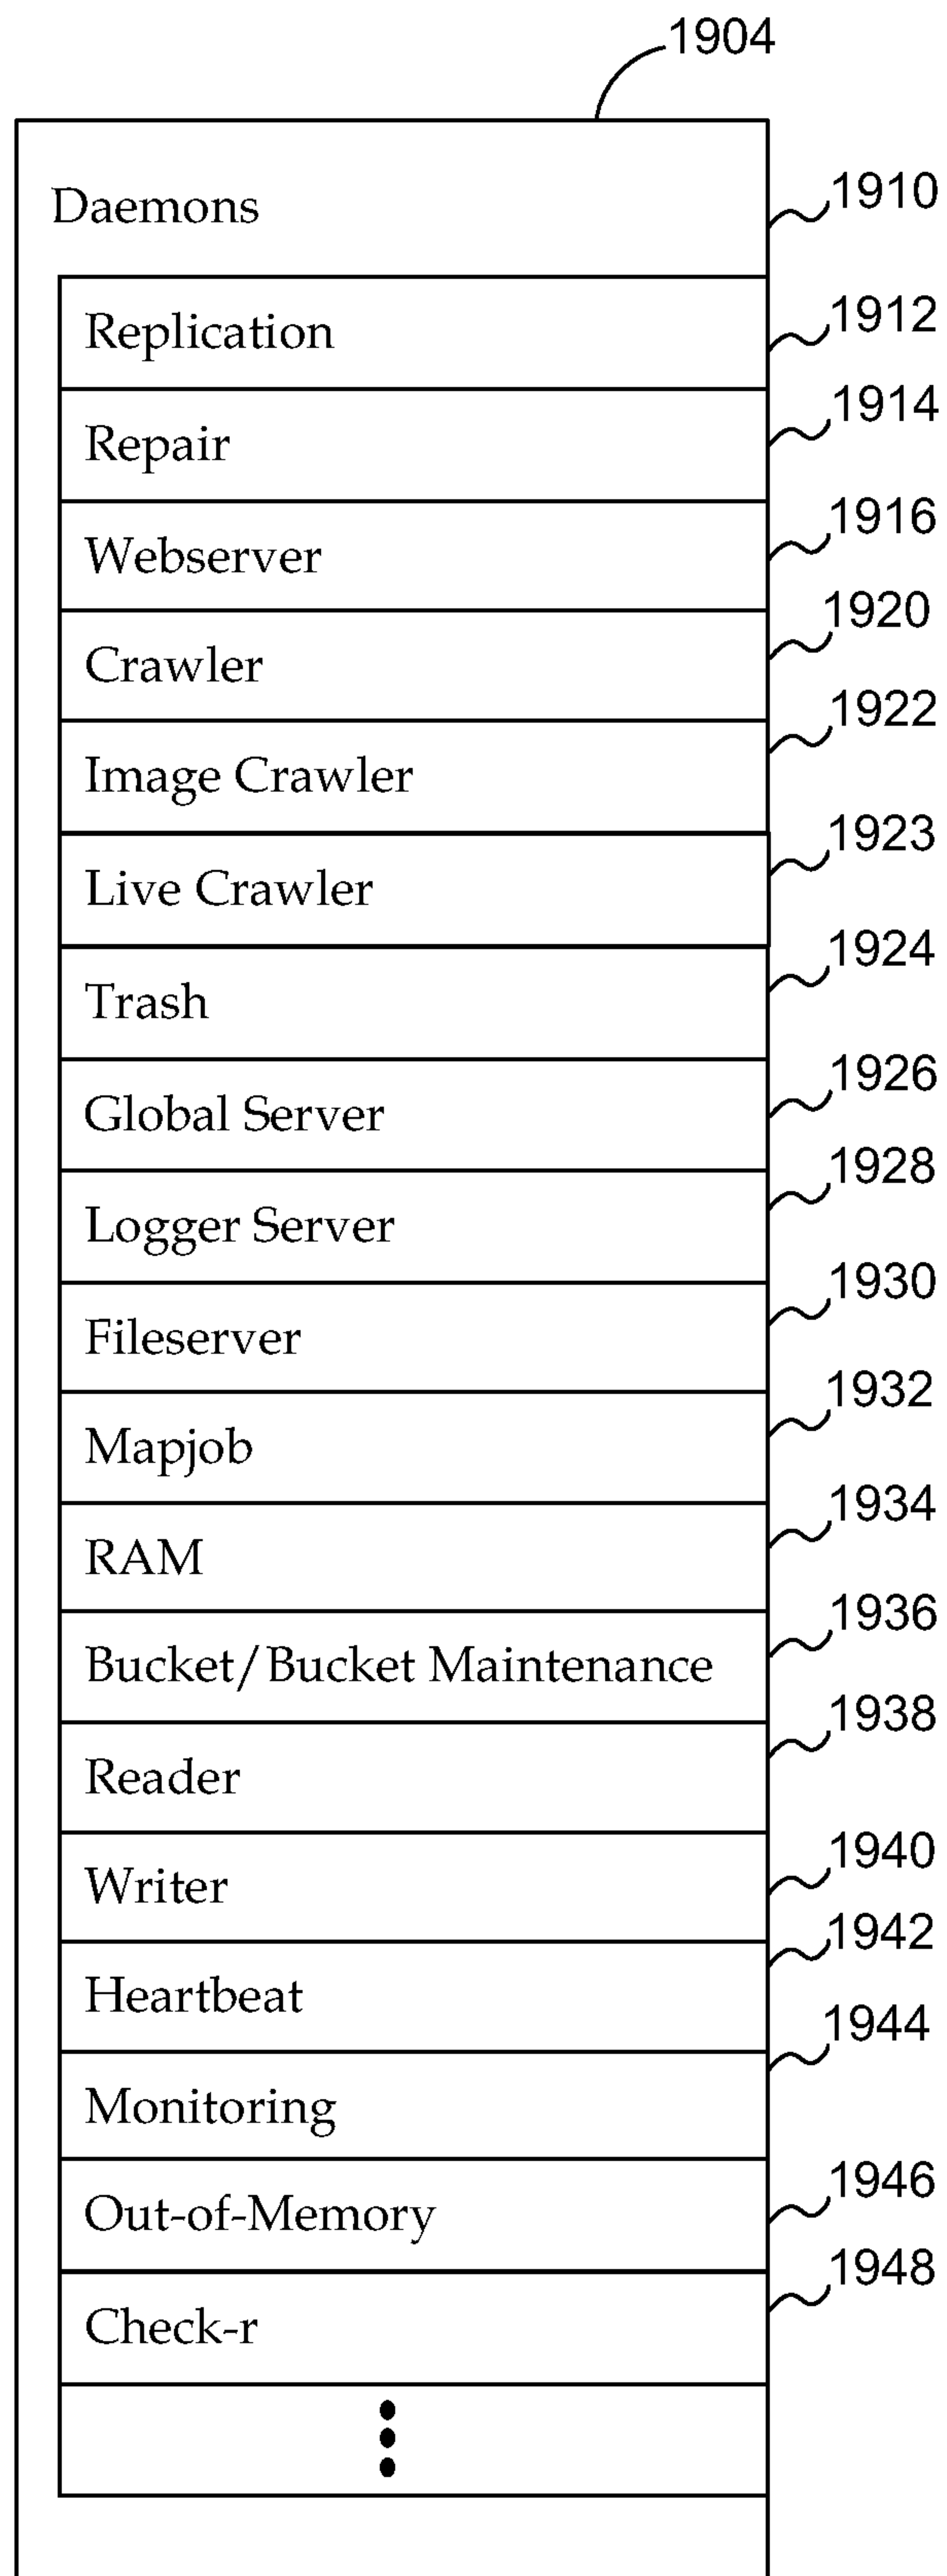 1904
Daemons 1910
Replication 1912
Repair 1914
Webserver 1916
Crawler 1920
Image Crawler 1922
Live Crawler 1923
Trash 1924
Global Server 1926
Logger Server 1928
Fileserver 1930
Mapjob 1932
RAM 1934
Bucket/Bucket Maintenance 1936
Reader 1938
Writer 1940
Heartbeat 1942
Monitoring 1944
Out-of-Memory 1946
Check-r 1948